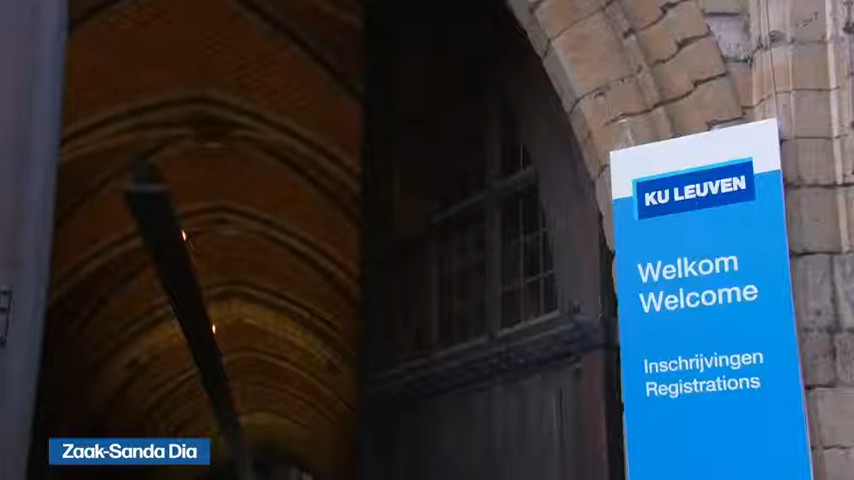 KU LEUVEN
Welkom
Welcome
Inschrijvingen
Registrations
Zaak-Sanda Dia